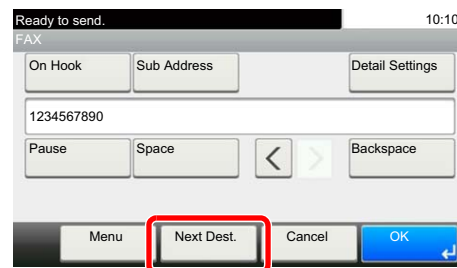 Ready to send. 10:10
FAX
On Hook Sub Address Detail Settings
1234567890
Pause Space < > Backspace
Menu Next Dest. Cancel OK